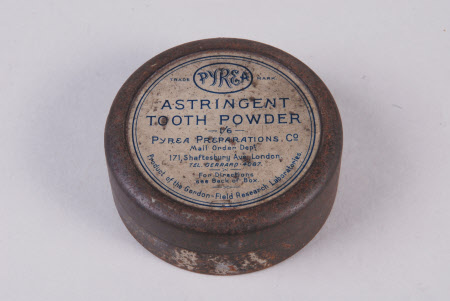 TRADE PYREA MARK
ASTRINGENT
TOOTH POWDER
PYREA PREPARATIONS. Co
Mail Order Dept
171, Shaftesbury Ave., London.
TEL. GERRARD
For Directions
see Back of Box
Product of the Gordon-Field Research Laboratories